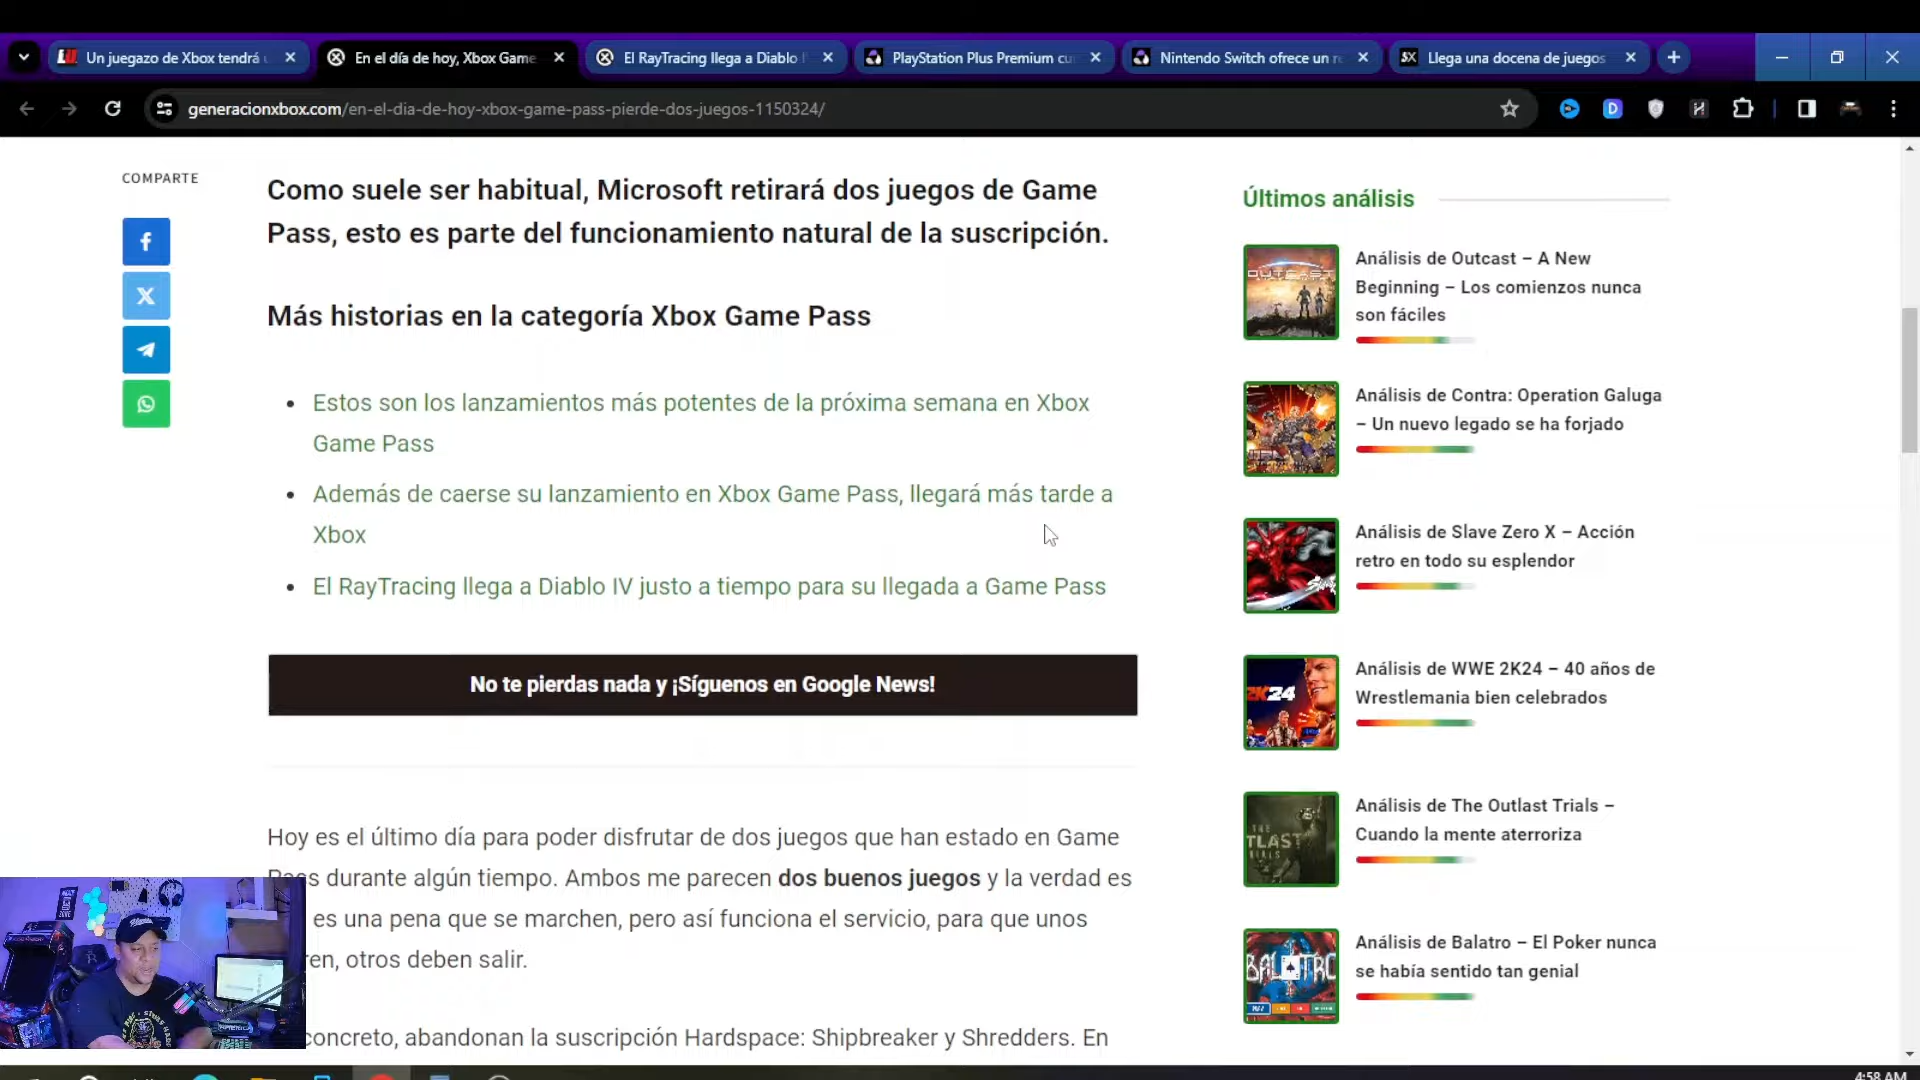 Un juegazo de Xbox tendrá
En el día de hoy, Xbox Game
El RayTracing llega a Diablo I
PlayStation Plus Premium cu
Nintendo Switch ofrece un
Llega una docena de juegos
generacionxbox.com/en-el-dia-de-hoy-xbox-game-pass-pierde-dos-juegos-1150324/
COMPARTE
Como suele ser habitual, Microsoft retirará dos juegos de Game
Pass, esto es parte del funcionamiento natural de la suscripción.
Más historias en la categoría Xbox Game Pass
• Estos son los lanzamientos más potentes de la próxima semana en Xbox
Game Pass
• Además de caerse su lanzamiento en Xbox Game Pass, llegará más tarde a
Xbox
• El RayTracing llega a Diablo IV justo a tiempo para su llegada a Game Pass
No te pierdas nada y ¡Síguenos en Google News!
Hoy es el último día para poder disfrutar de dos juegos que han estado en Game
Pass durante algún tiempo. Ambos me parecen dos buenos juegos y la verdad es
es una pena que se marchen, pero así funciona el servicio, para que unos
ren, otros deben salir.
concreto, abandonan la suscripción Hardspace: Shipbreaker y Shredders. En
Últimos análisis
OUTCAST
Análisis de Outcast – A New
Beginning – Los comienzos nunca
son fáciles
Análisis de Contra: Operation Galuga
– Un nuevo legado se ha forjado
Análisis de Slave Zero X – Acción
retro en todo su esplendor
2K24
Análisis de WWE 2K24 – 40 años de
Wrestlemania bien celebrados
THE
Análisis de The Outlast Trials –
Cuando la mente aterroriza
BALATRO
Análisis de Balatro – El Poker nunca
se había sentido tan genial
4:58 AM